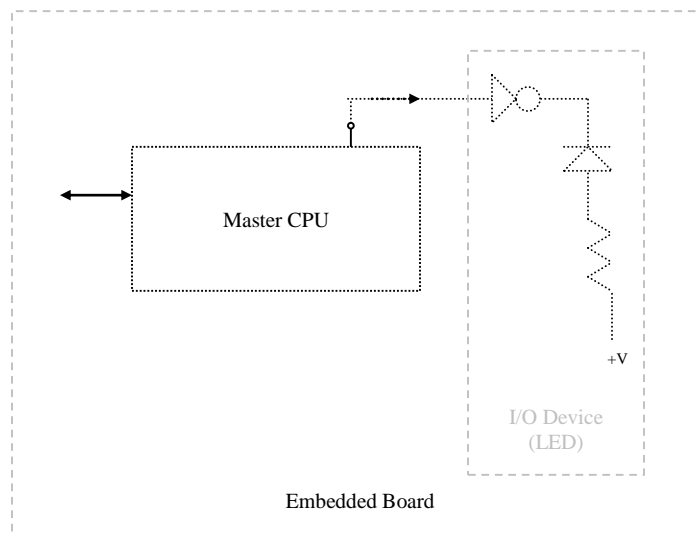 Master CPU
+V
I/O Device
(LED)
Embedded Board